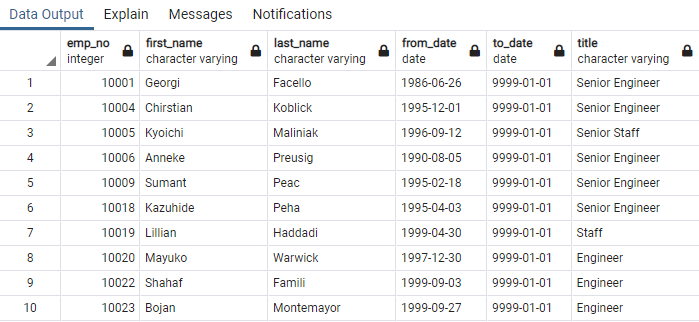 Data Output Explain Messages Notifications
emp_no first_name last_name from_date to_date title
integer character varying character varying date date character varying
1 10001 Georgi Facello 1986-06-26 9999-01-01 Senior Engineer
2 10004 Chirstian Koblick 1995-12-01 9999-01-01 Senior Engineer
3 10005 Kyoichi Maliniak 1996-09-12 9999-01-01 Senior Staff
4 10006 Anneke Preusig 1990-08-05 9999-01-01 Senior Engineer
5 10009 Sumant Peac 1995-02-18 9999-01-01 Senior Engineer
6 10018 Kazuhide Peha 1995-04-03 9999-01-01 Senior Engineer
7 10019 Lillian Haddadi 1999-04-30 9999-01-01 Staff
8 10020 Mayuko Warwick 1997-12-30 9999-01-01 Engineer
9 10022 Shahaf Famili 1999-09-03 9999-01-01 Engineer
10 10023 Bojan Montemayor 1999-09-27 9999-01-01 Engineer